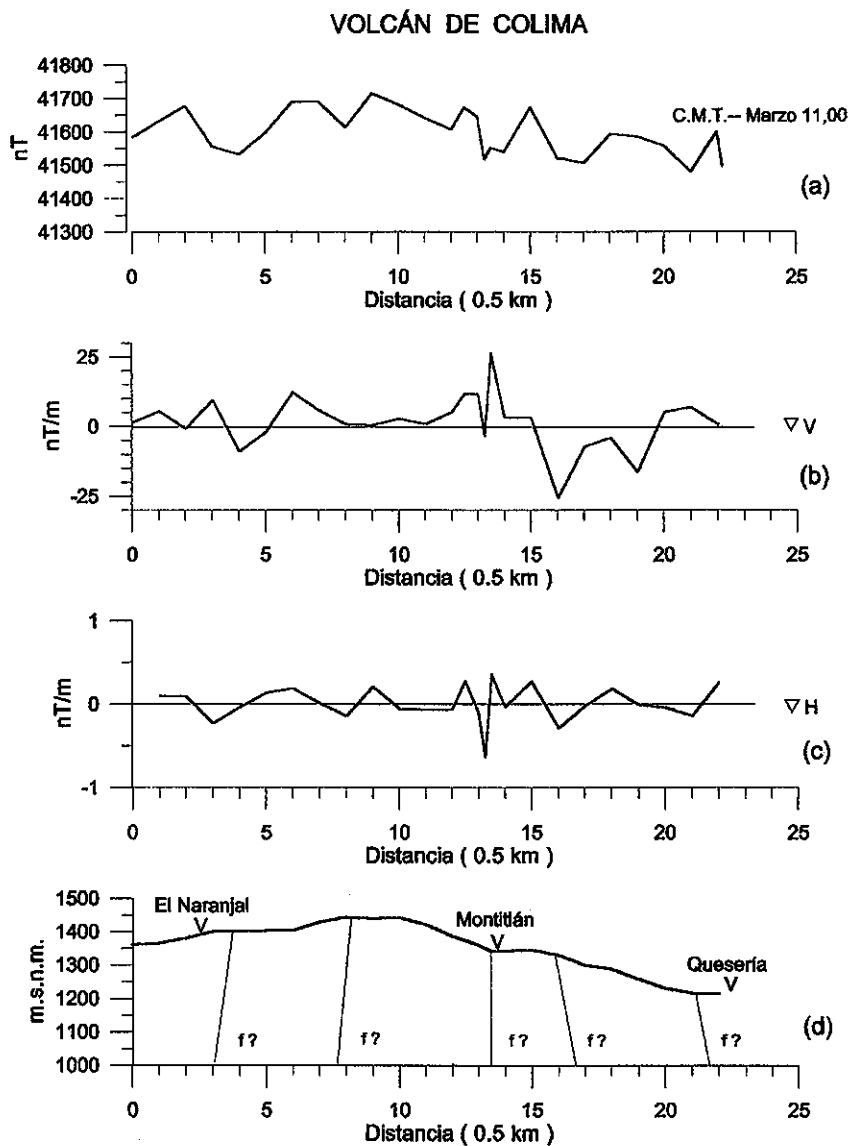 VOLCÁN DE COLIMA
41800
41700
41600
41500
41400
41300
nT
C.M.T.-- Marzo 11,00
(a)
0 5 10 15 20 25
Distancia ( 0.5 km )
25
0
-25
nT/m
▽ V
(b)
0 5 10 15 20 25
Distancia ( 0.5 km )
1
0
-1
nT/m
▽ H
(c)
0 5 10 15 20 25
Distancia ( 0.5 km )
1500
1400
1300
1200
1100
1000
m.s.n.m.
El Naranjal
V
Montitlán
V
Quesería
V
f ? f ? f ? f ? f ?
(d)
0 5 10 15 20 25
Distancia ( 0.5 km )